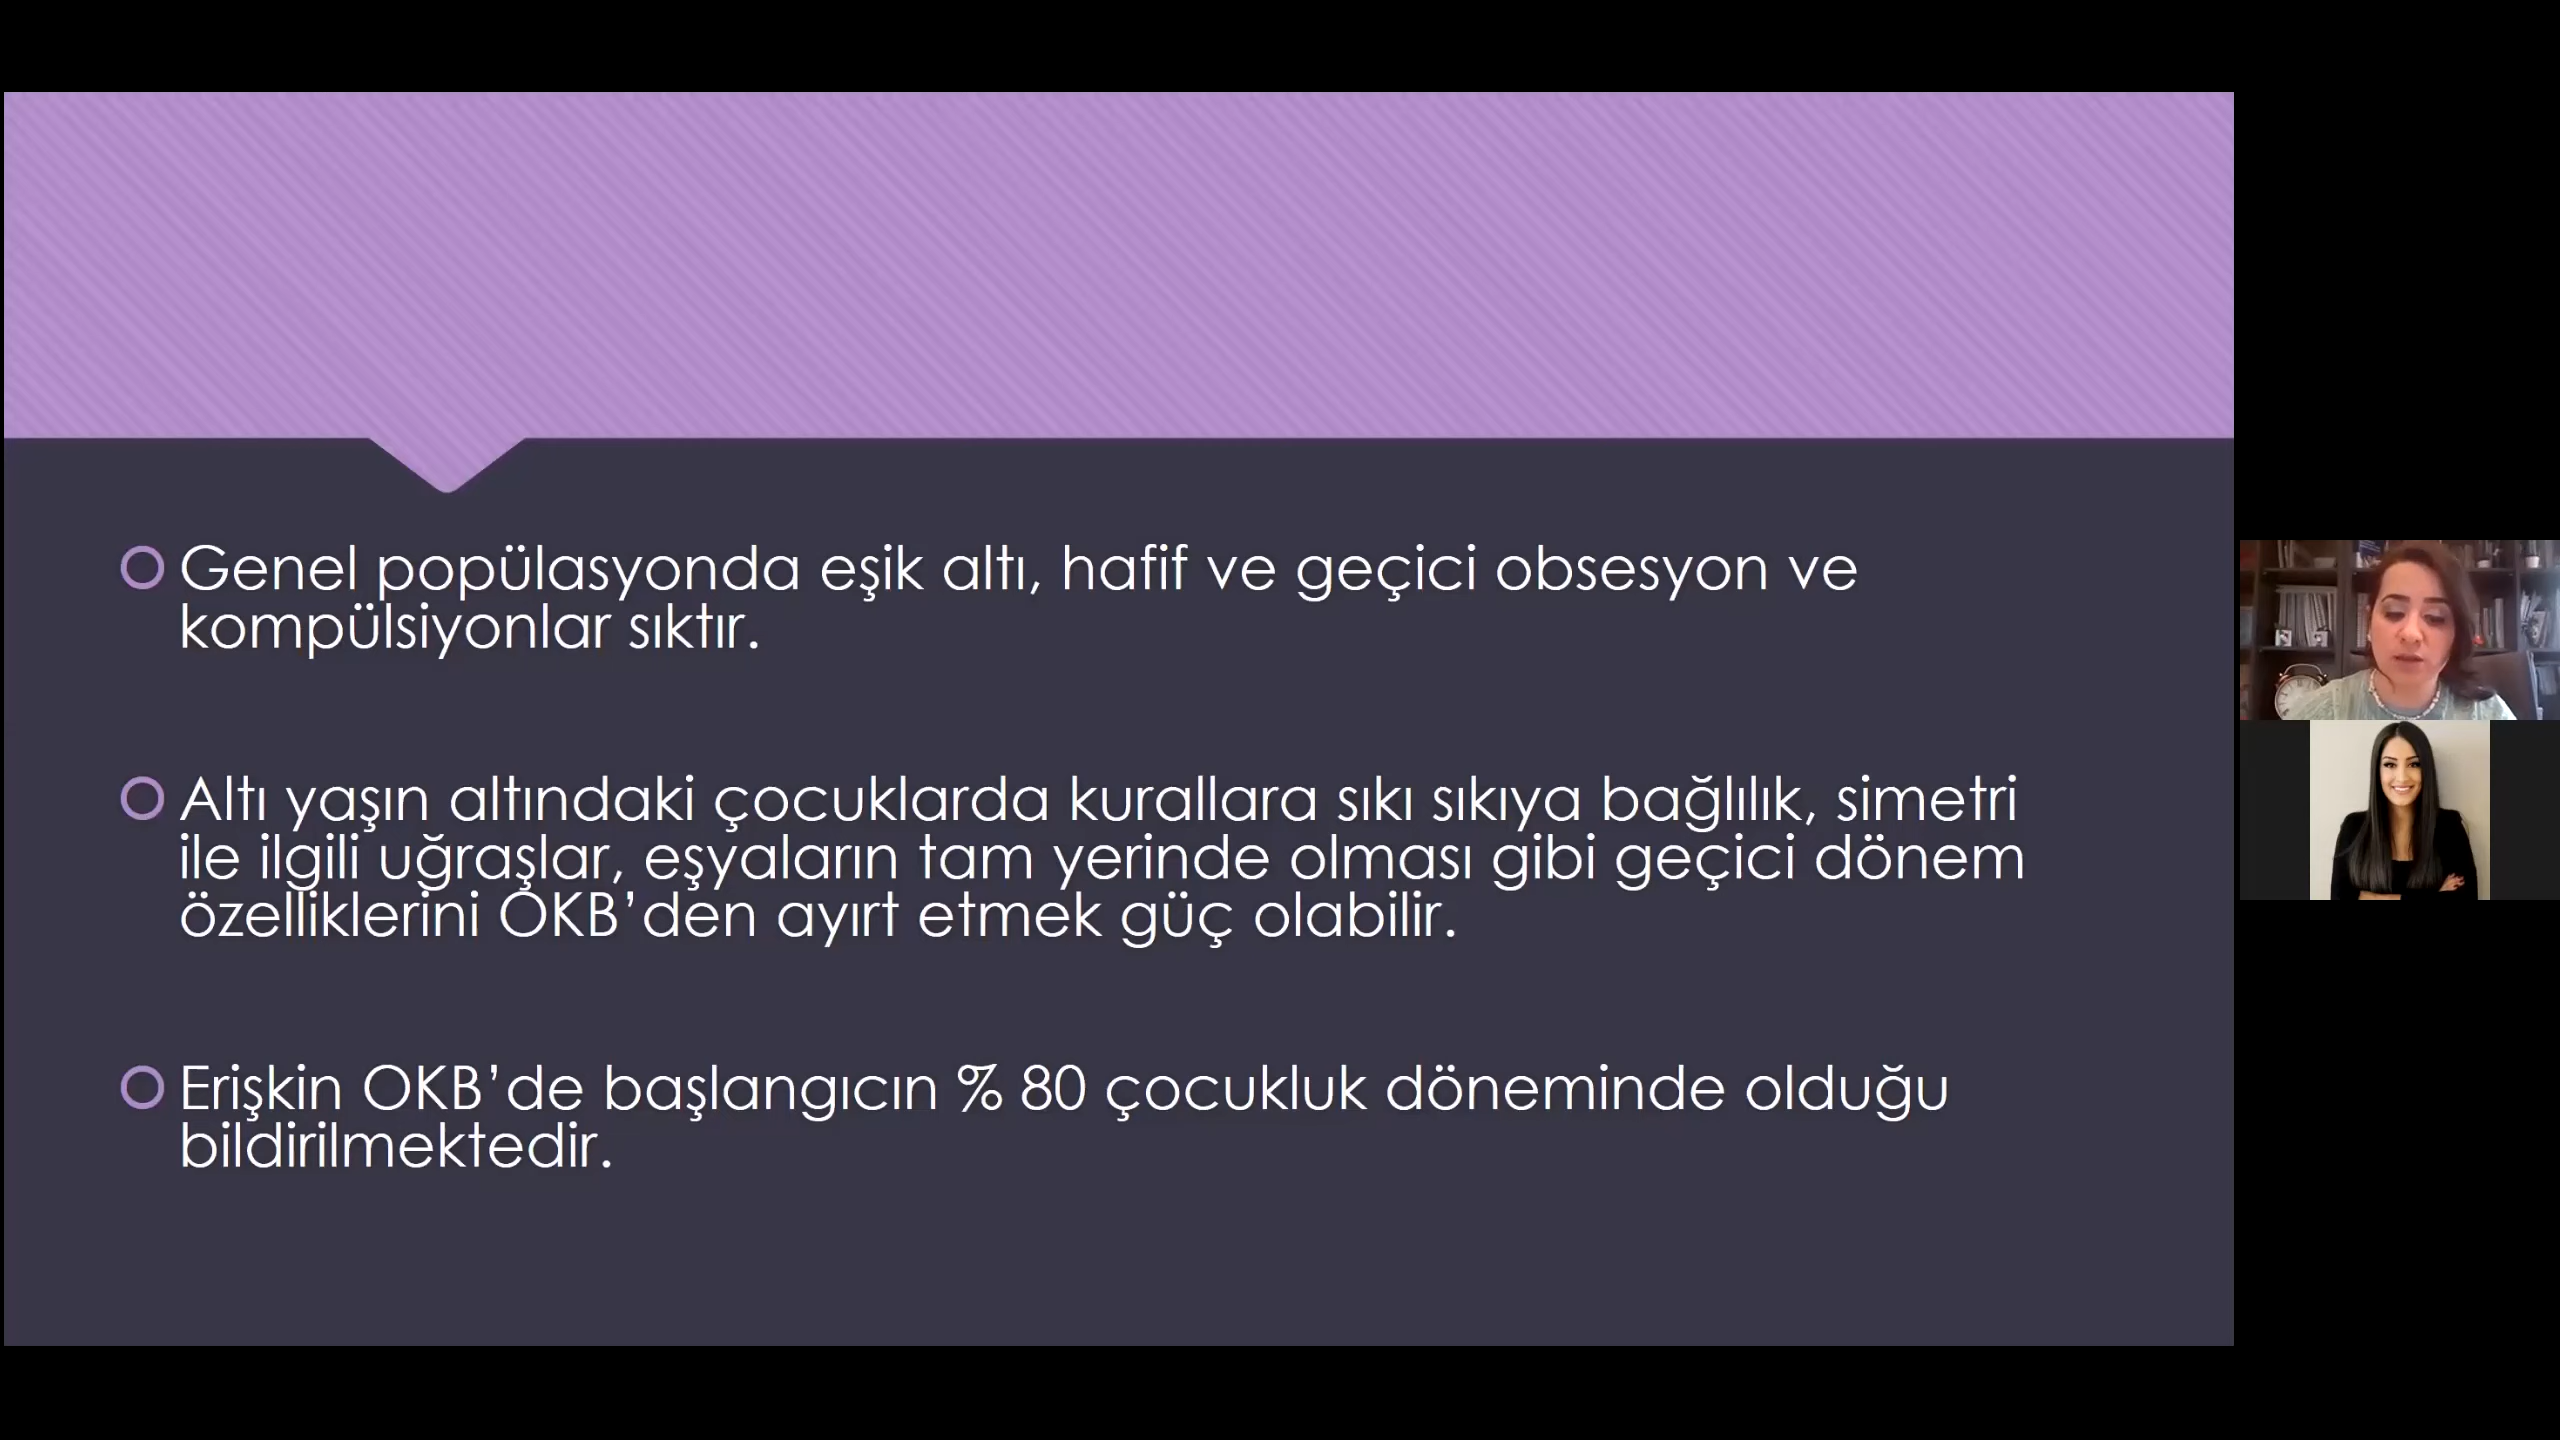 Genel popülasyonda eşik altı, hafif ve geçici obsesyon ve
kompülsiyonlar sıktır.
Altı yaşın altındaki çocuklarda kurallara sıkı sıkıya bağlılık, simetri
ile ilgili uğraşlar, eşyaların tam yerinde olması gibi geçici dönem
özelliklerini OKB’den ayırt etmek güç olabilir.
Erişkin OKB’de başlangıcın % 80 çocukluk döneminde olduğu
bildirilmektedir.